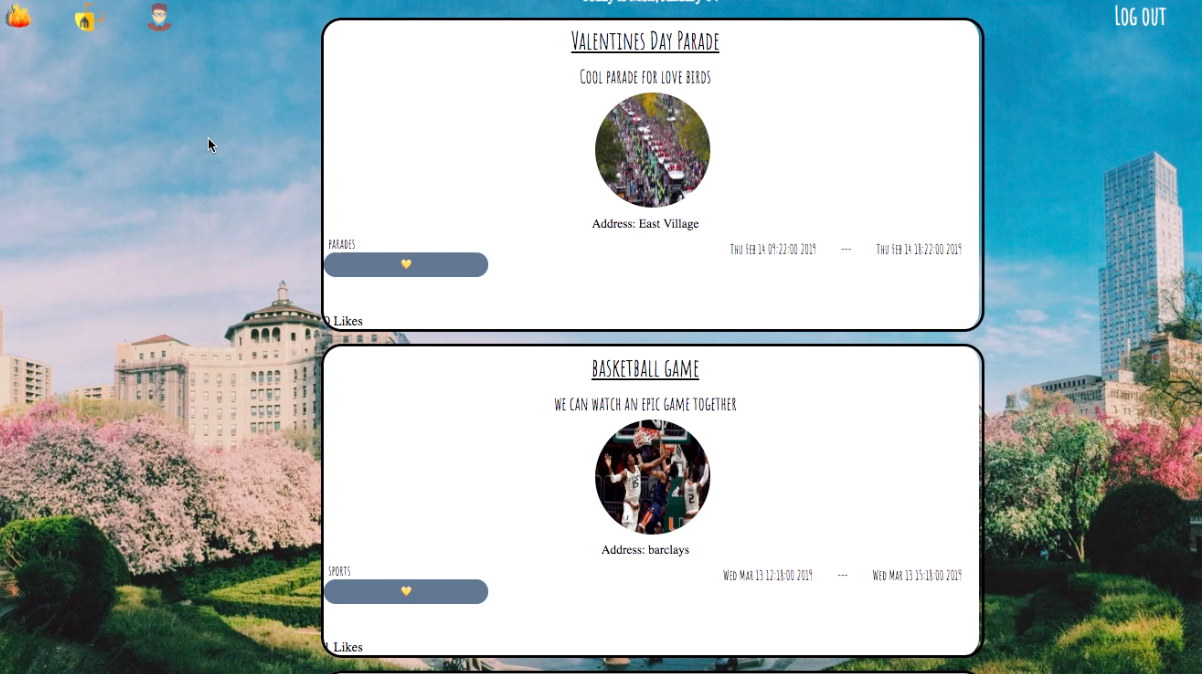 Log out
Valentines Day Parade
Cool parade for love birds
Address: East Village
Parades
Thu Feb 14 09:22:00 2019 --- Thu Feb 14 18:22:00 2019
0 Likes
basketball game
we can watch an epic game together
Address: barclays
sports
Wed Mar 13 12:18:00 2019 --- Wed Mar 13 15:18:00 2019
1 Likes